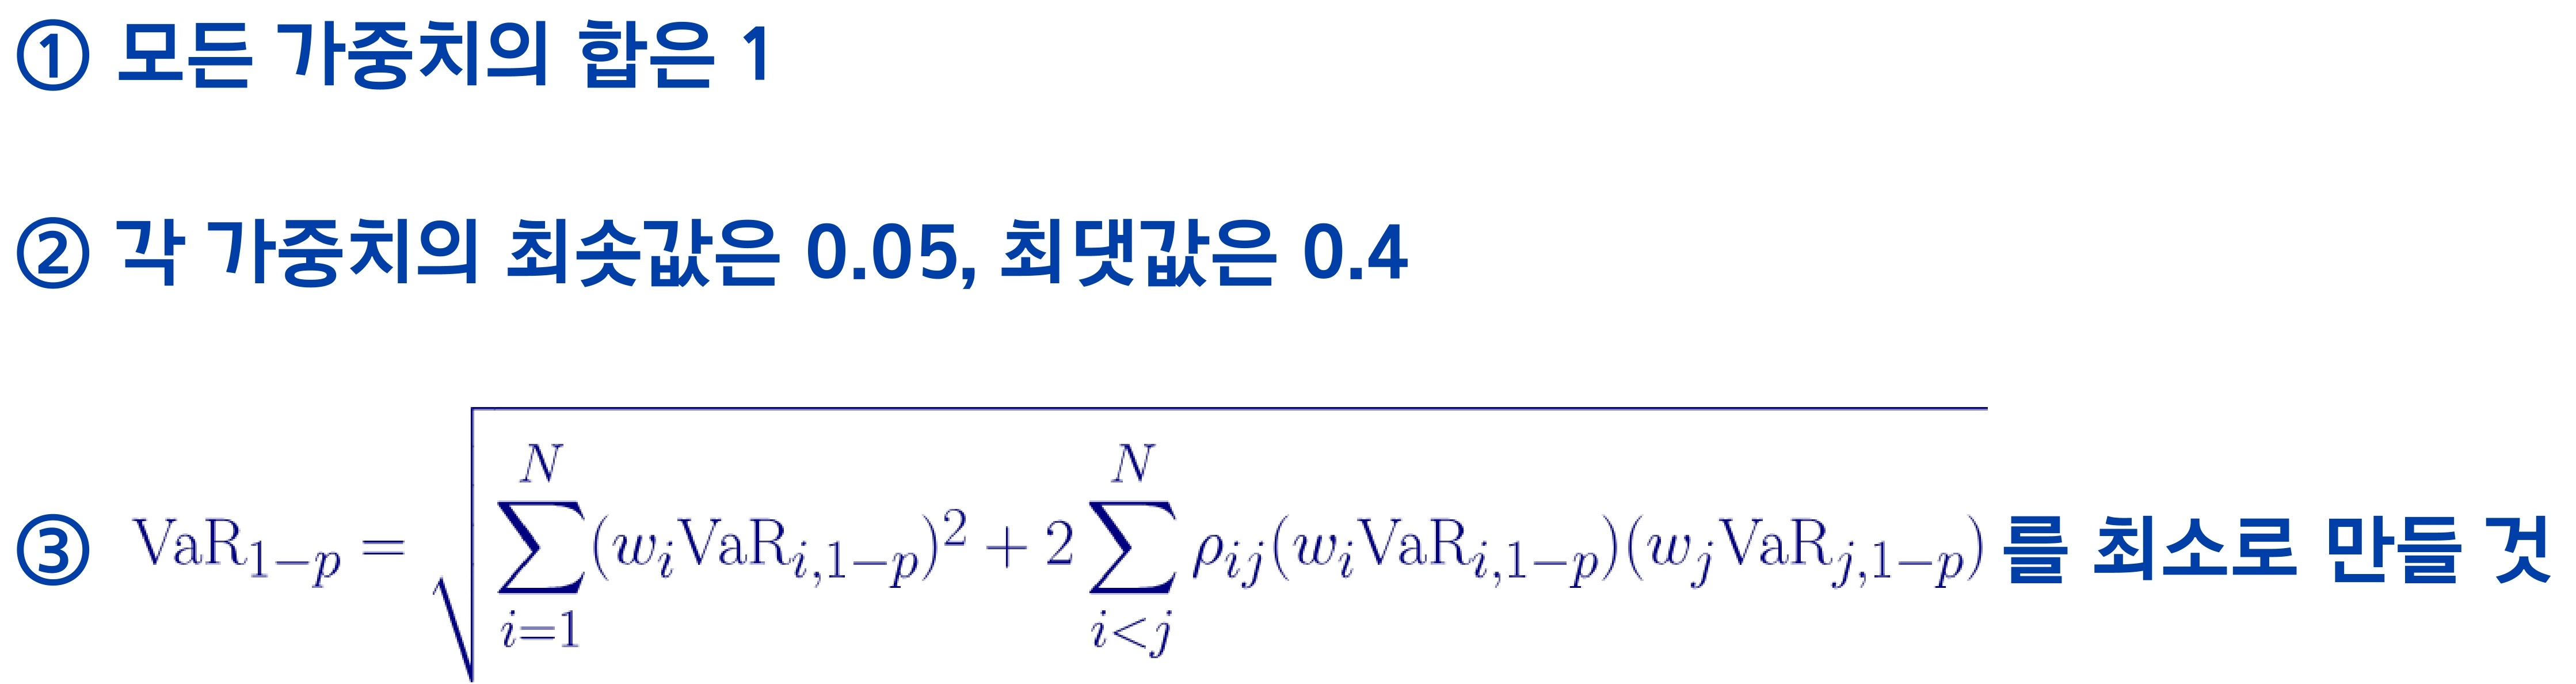 ① 모든 가중치의 합은 1
② 각 가중치의 최솟값은 0.05, 최댓값은 0.4
③ $\mathrm{VaR}_{1-p} = \sqrt{\sum_{i=1}^{N}(w_i\mathrm{VaR}_{i,1-p})^2 + 2\sum_{i<j}^{N}\rho_{ij}(w_i\mathrm{VaR}_{i,1-p})(w_j\mathrm{VaR}_{j,1-p})}$ 를 최소로 만들 것